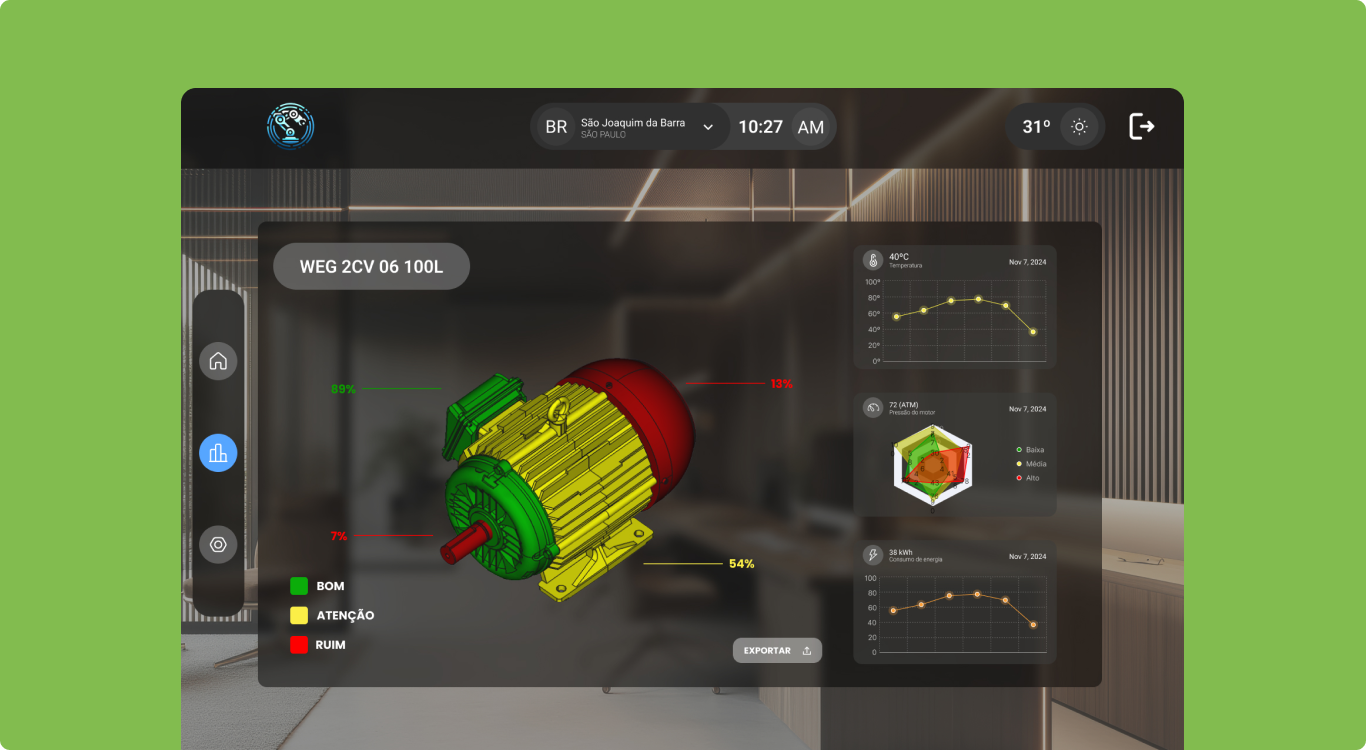 BR
São Joaquim da Barra
SÃO PAULO
10:27
AM
31º
WEG 2CV 06 100L
89%
13%
7%
54%
BOM
ATENÇÃO
RUIM
EXPORTAR
40ºC
Temperatura
Nov 7, 2024
100º
80º
60º
40º
20º
0º
72 (ATM)
Pressão do motor
Nov 7, 2024
Baixa
Média
Alto
38 kWh
Consumo de energia
Nov 7, 2024
100
80
60
40
20
0